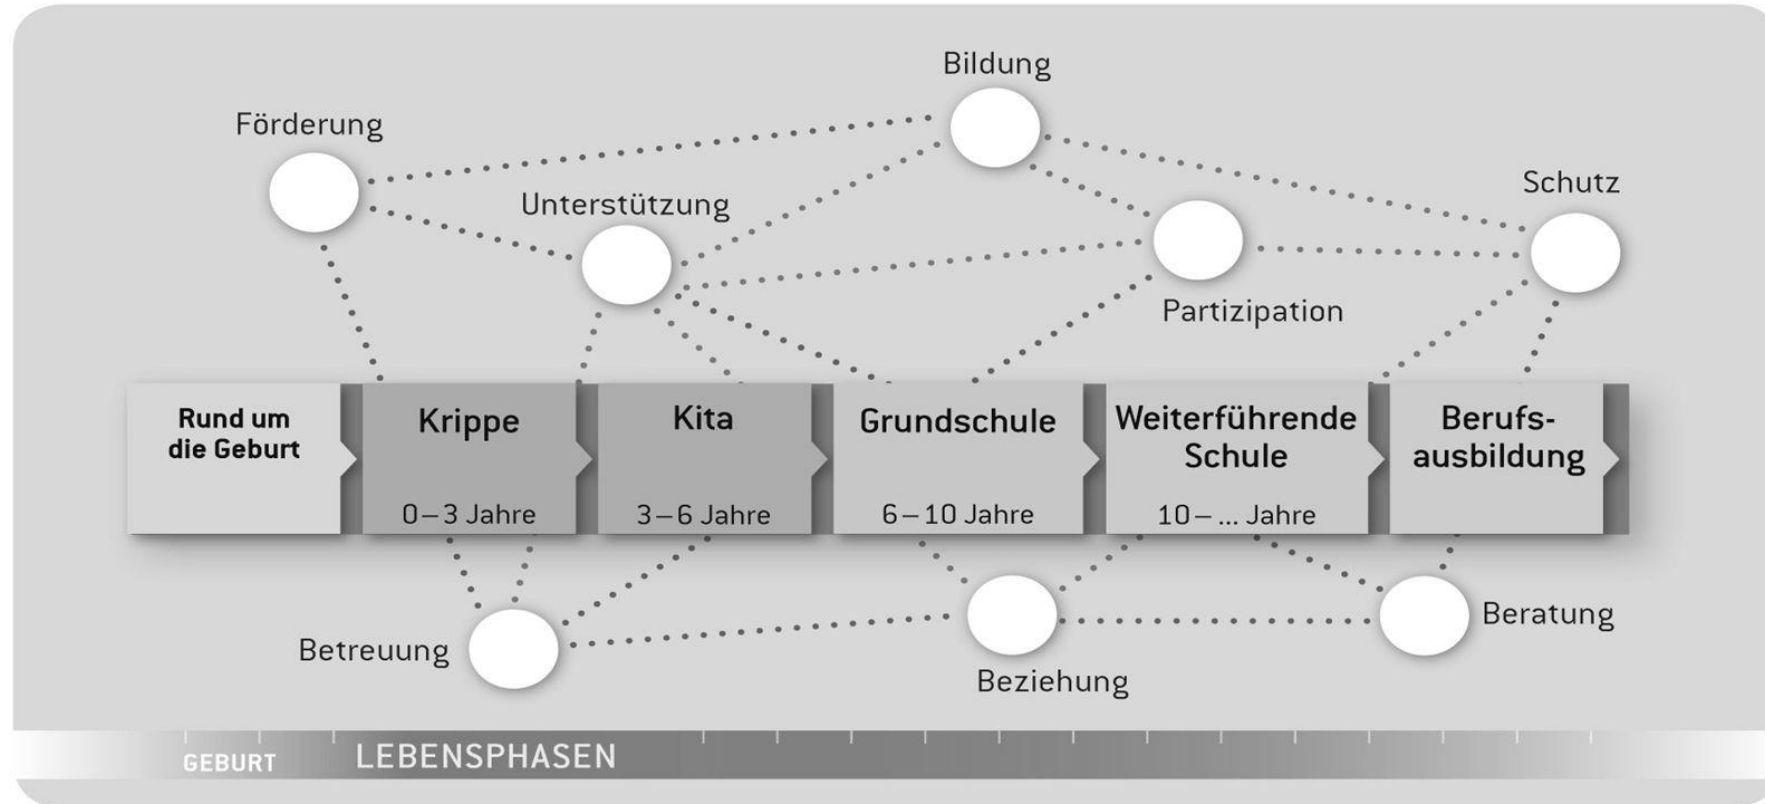 Bildung
Förderung
Schutz
Unterstützung
Partizipation
Rund um
die Geburt
Krippe
0–3 Jahre
Kita
3–6 Jahre
Grundschule
6–10 Jahre
Weiterführende
Schule
10–... Jahre
Berufs-
ausbildung
Betreuung
Beziehung
Beratung
GEBURT
LEBENSPHASEN